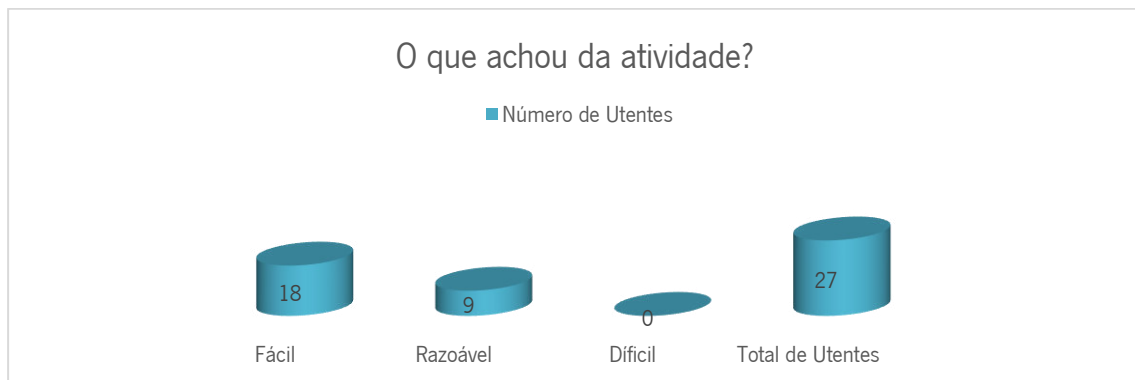 O que achou da atividade?
Número de Utentes
18
9
0
27
Fácil
Razoável
Díficil
Total de Utentes